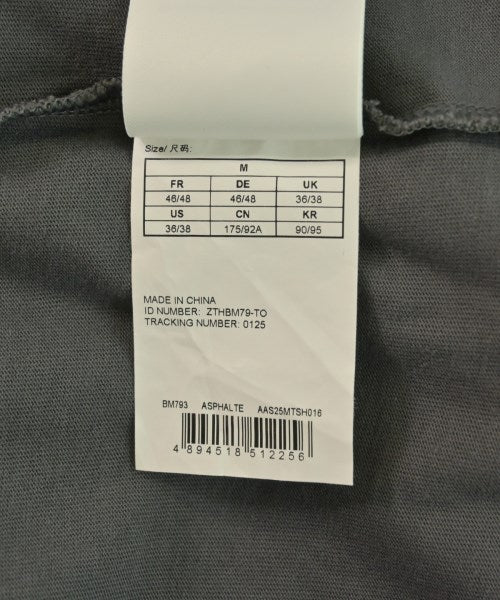 Size/ 尺码:
M
FR DE UK
46/48 46/48 36/38
US CN KR
36/38 175/92A 90/95
MADE IN CHINA
ID NUMBER: ZTHBM79-TO
TRACKING NUMBER: 0125
BM793 ASPHALTE AAS25MTSH016
4 894518 512256